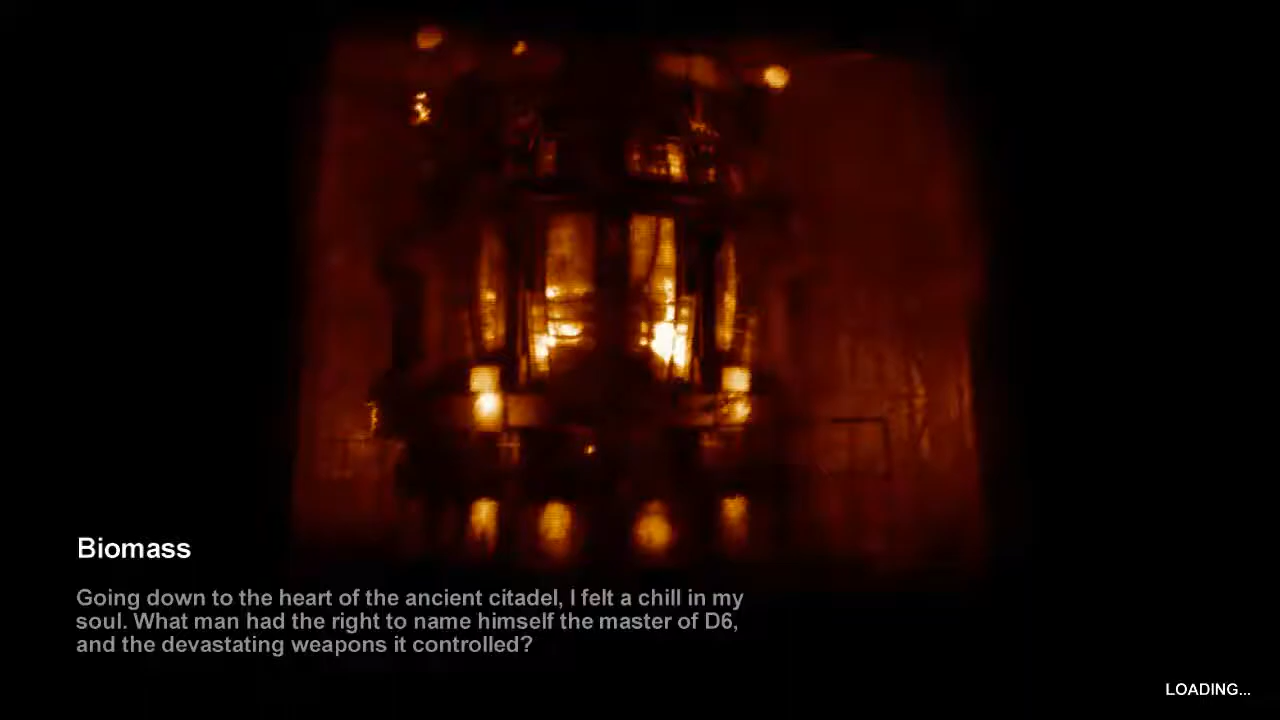 Biomass
Going down to the heart of the ancient citadel, I felt a chill in my
soul. What man had the right to name himself the master of D6,
and the devastating weapons it controlled?
LOADING...